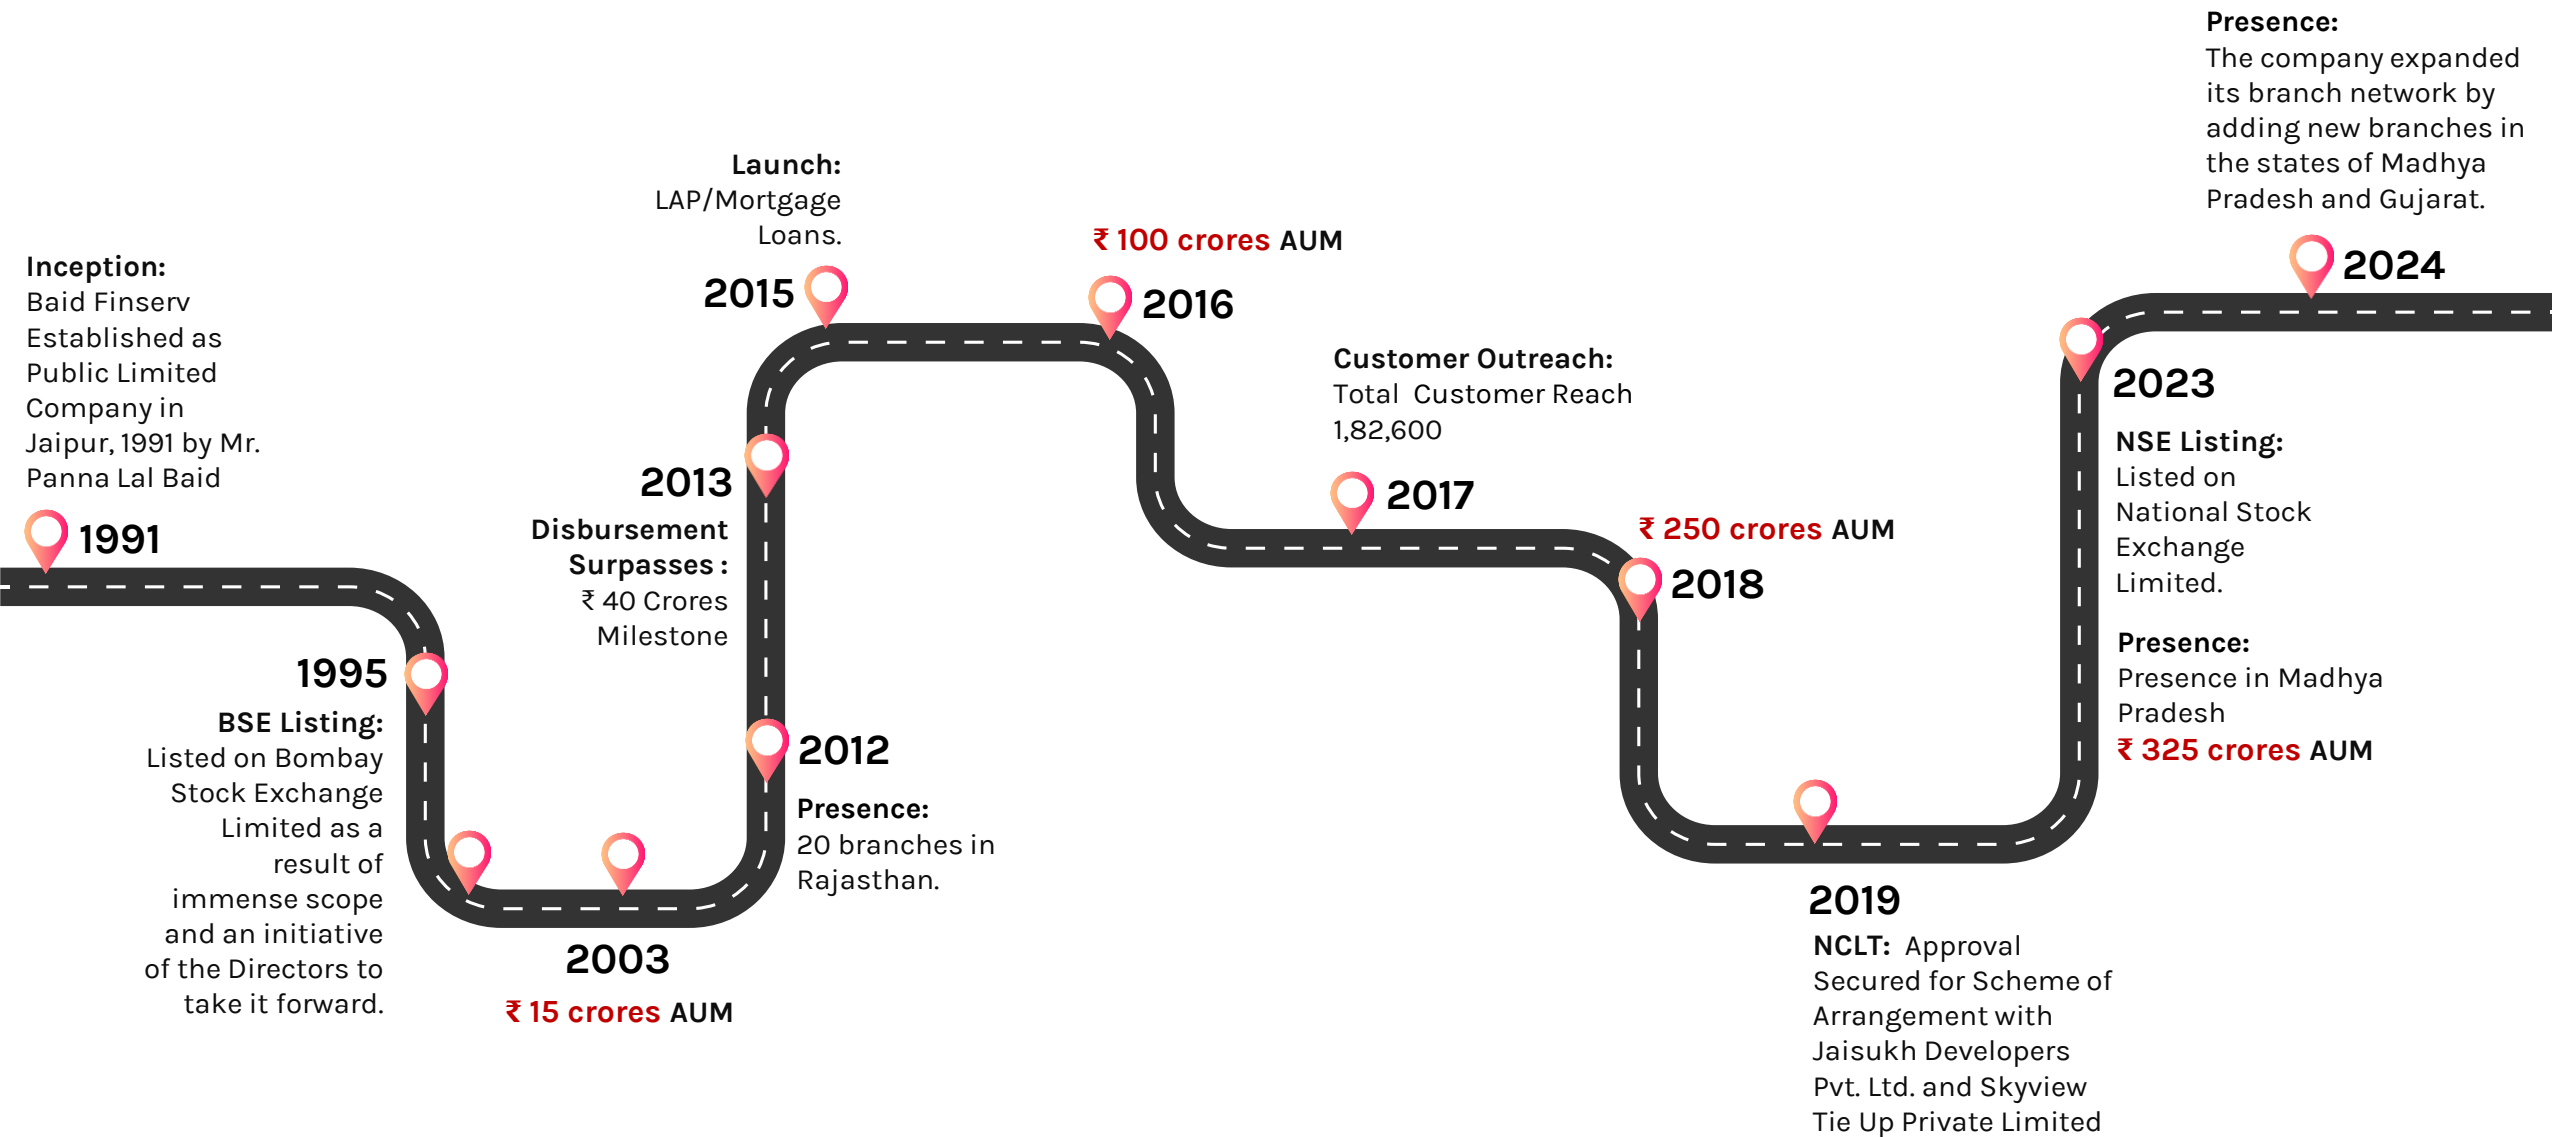 Inception:
Baid Finserv
Established as
Public Limited
Company in
Jaipur, 1991 by Mr.
Panna Lal Baid
1991
1995
BSE Listing:
Listed on Bombay
Stock Exchange
Limited as a
result of
immense scope
and an initiative
of the Directors to
take it forward.
2003
₹ 15 crores AUM
2012
Presence:
20 branches in
Rajasthan.
2013
Disbursement
Surpasses :
₹ 40 Crores
Milestone
Launch:
LAP/Mortgage
Loans.
2015
₹ 100 crores AUM
2016
Customer Outreach:
Total Customer Reach
1,82,600
2017
₹ 250 crores AUM
2018
2019
NCLT: Approval
Secured for Scheme of
Arrangement with
Jaisukh Developers
Pvt. Ltd. and Skyview
Tie Up Private Limited
2023
NSE Listing:
Listed on
National Stock
Exchange
Limited.
Presence:
Presence in Madhya
Pradesh
₹ 325 crores AUM
Presence:
The company expanded
its branch network by
adding new branches in
the states of Madhya
Pradesh and Gujarat.
2024